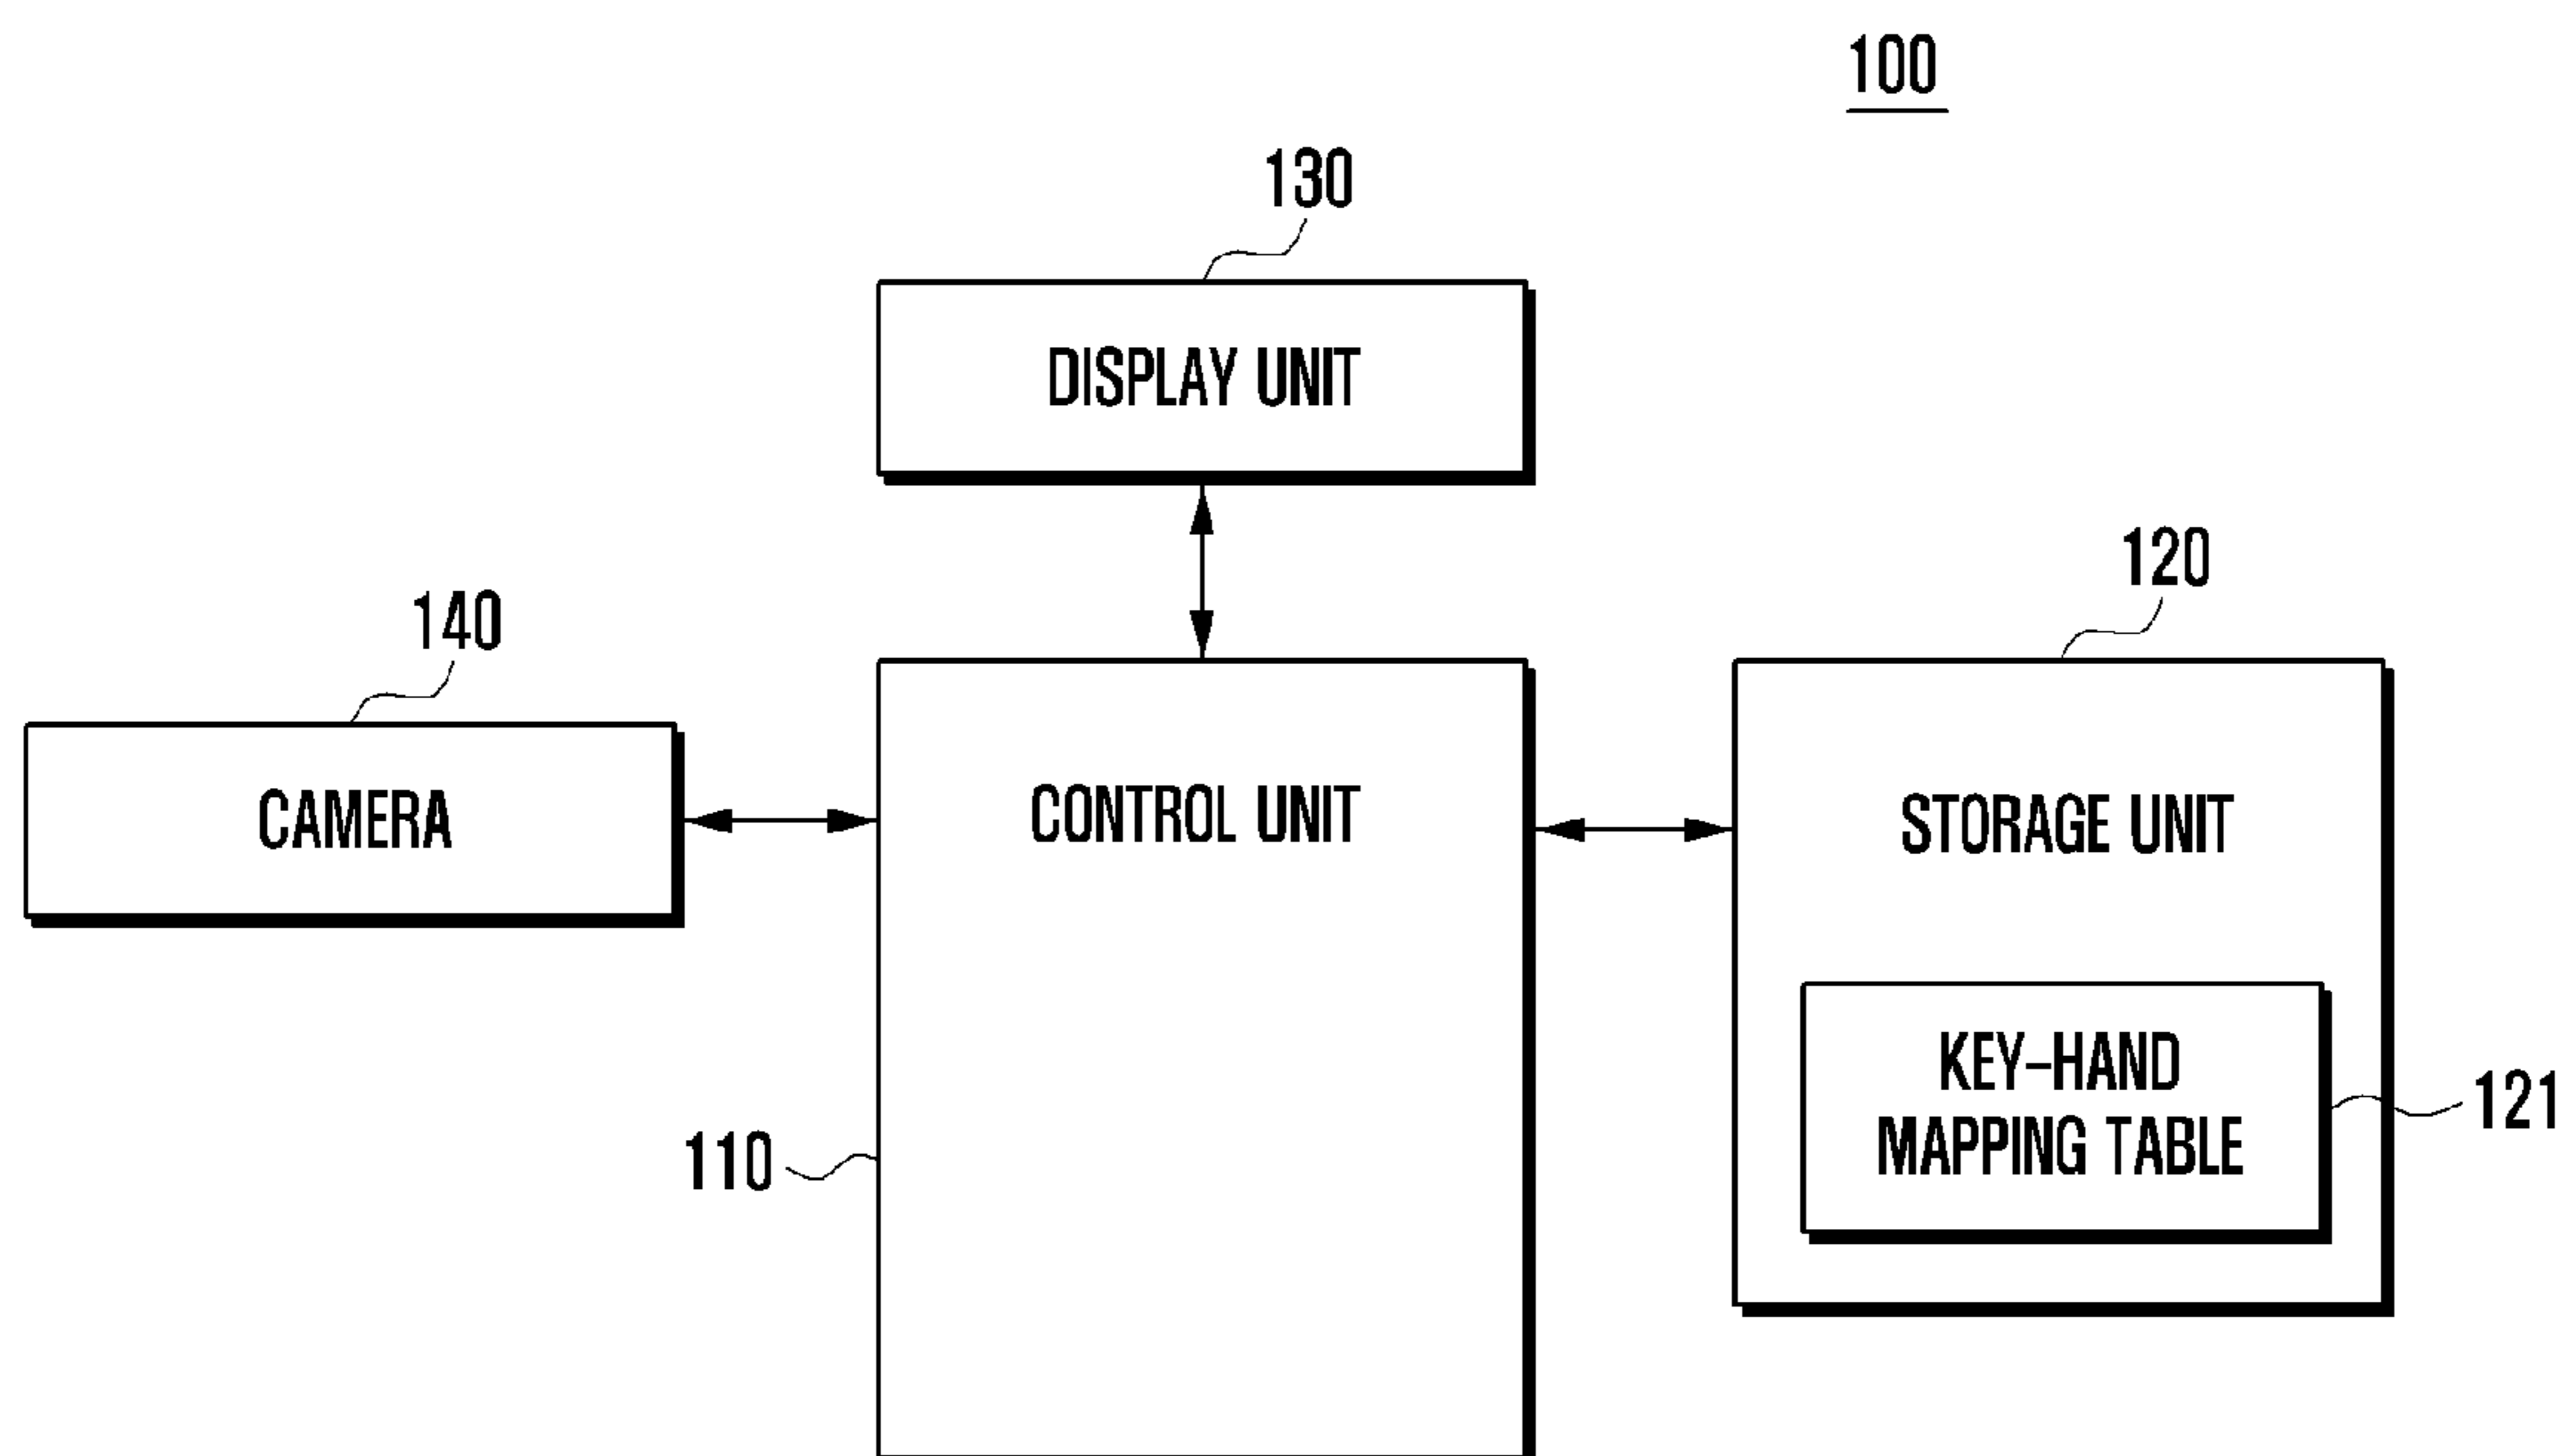 100
130
DISPLAY UNIT
120
140
CAMERA
CONTROL UNIT
STORAGE UNIT
KEY–HAND
MAPPING TABLE
121
110